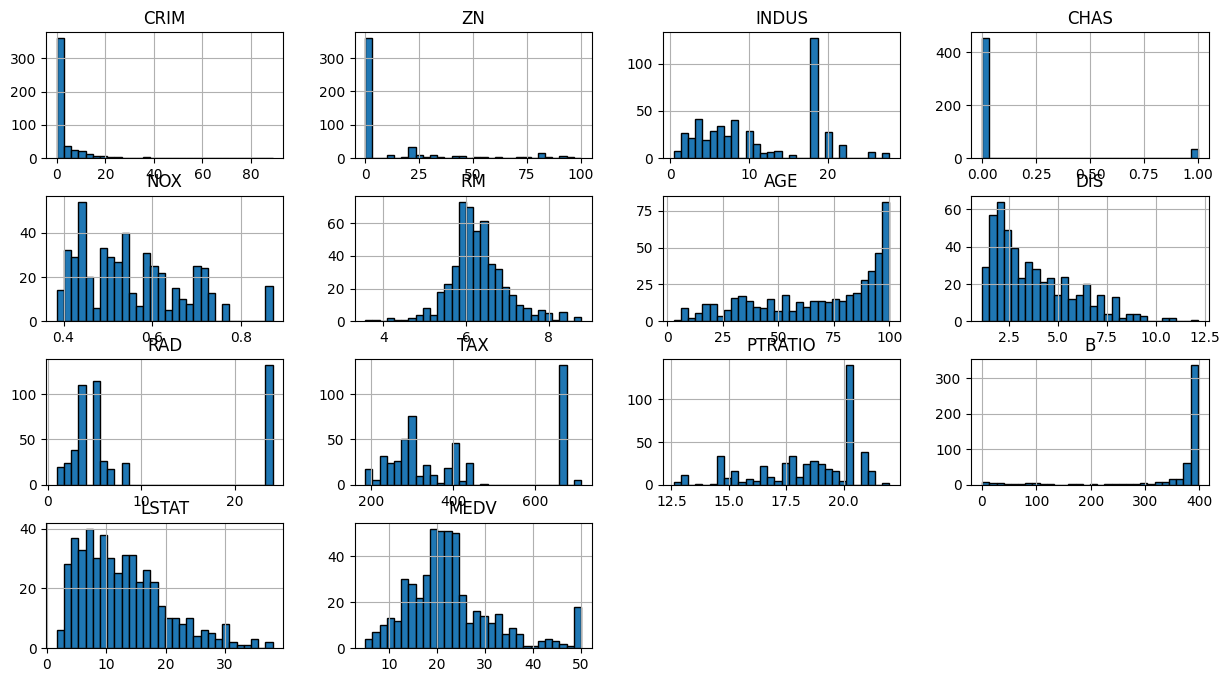 CRIM ZN INDUS CHAS
300 200 100 0
0 20 40 60 80
300 200 100 0
0 25 50 75 100
100 50 0
0 10 20
400 200 0
0.00 0.25 0.50 0.75 1.00
NOX RM AGE DIS
40 20 0
0.4 0.6 0.8
60 40 20 0
4 6 8
75 50 25 0
0 25 50 75 100
60 40 20 0
2.5 5.0 7.5 10.0 12.5
RAD TAX PTRATIO B
100 50 0
0 10 20
100 50 0
200 400 600
100 50 0
12.5 15.0 17.5 20.0
300 200 100 0
0 100 200 300 400
LSTAT MEDV
40 20 0
0 10 20 30
40 20 0
10 20 30 40 50